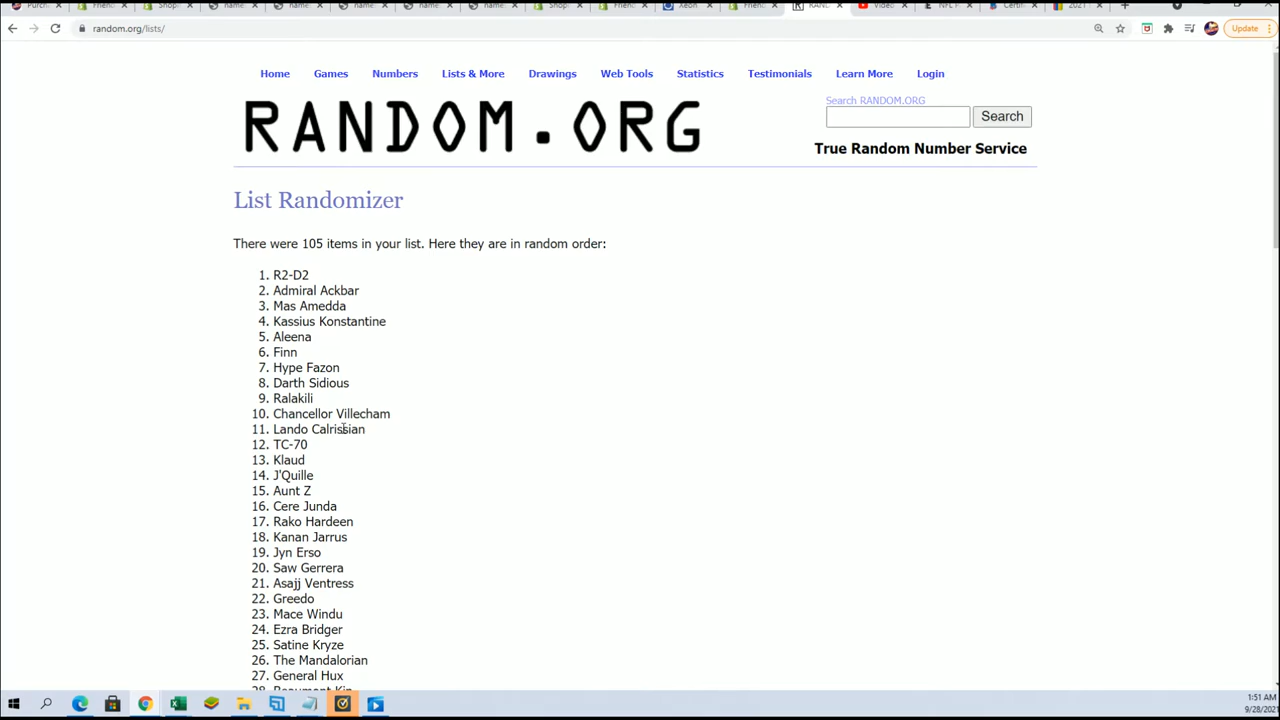 random.org/lists/
Update
Home Games Numbers Lists & More Drawings Web Tools Statistics Testimonials Learn More Login
RANDOM.ORG
Search RANDOM.ORG
Search
True Random Number Service
List Randomizer
There were 105 items in your list. Here they are in random order:
1. R2-D2
2. Admiral Ackbar
3. Mas Amedda
4. Kassius Konstantine
5. Aleena
6. Finn
7. Hype Fazon
8. Darth Sidious
9. Ralakili
10. Chancellor Villecham
11. Lando Calrissian
12. TC-70
13. Klaud
14. J'Quille
15. Aunt Z
16. Cere Junda
17. Rako Hardeen
18. Kanan Jarrus
19. Jyn Erso
20. Saw Gerrera
21. Asajj Ventress
22. Greedo
23. Mace Windu
24. Ezra Bridger
25. Satine Kryze
26. The Mandalorian
27. General Hux
1:51 AM